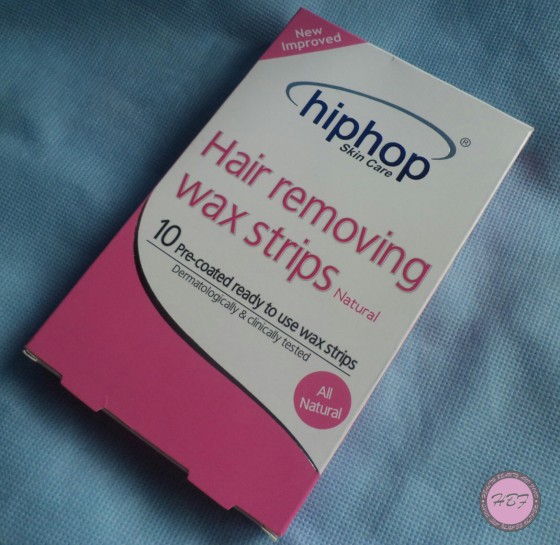 New
Improved
hiphop®
Skin Care
Hair removing
wax strips Natural
10 Pre-coated ready to use wax strips
Dermatologically & clinically tested
All
Natural
HBF